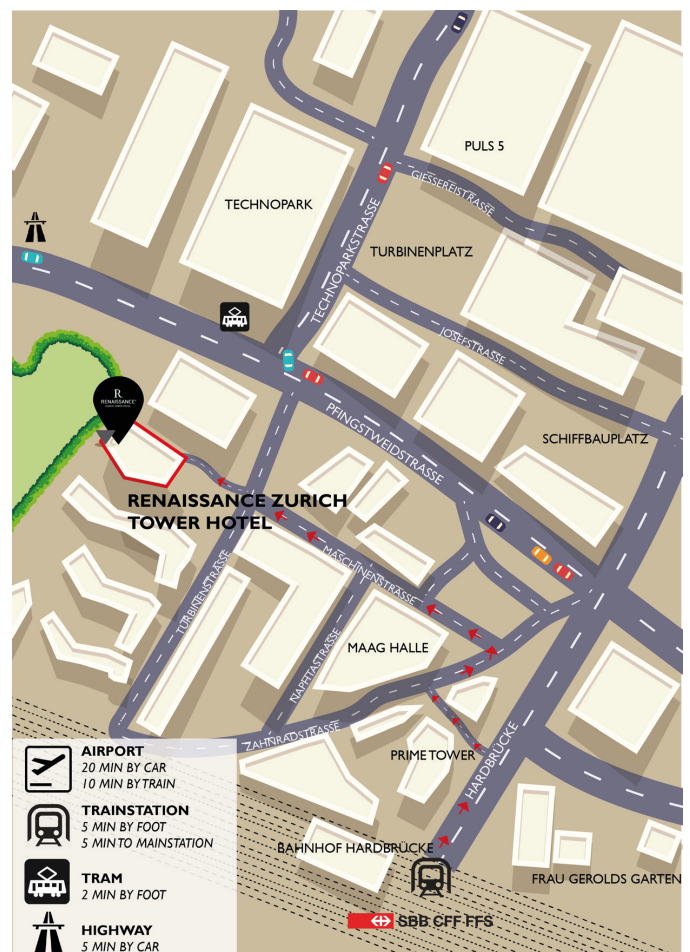 PULS 5
GIESSEREISTRASSE
TECHNOPARK
TECHNOPARKSTRASSE
TURBINENPLATZ
JOSEFSTRASSE
R
RENAISSANCE
PFINGSTWEIDSTRASSE
SCHIFFBAUPLATZ
RENAISSANCE ZURICH
TOWER HOTEL
MASCHINENSTRASSE
TURBINENSTRASSE
NAPHTASTRASSE
MAAG HALLE
ZAHNRADSTRASSE
PRIME TOWER
HARDBRÜCKE
BAHNHOF HARDBRÜCKE
FRAU GEROLDS GARTEN
SBB CFF FFS
AIRPORT
20 MIN BY CAR
10 MIN BY TRAIN
TRAINSTATION
5 MIN BY FOOT
5 MIN TO MAINSTATION
TRAM
2 MIN BY FOOT
HIGHWAY
5 MIN BY CAR